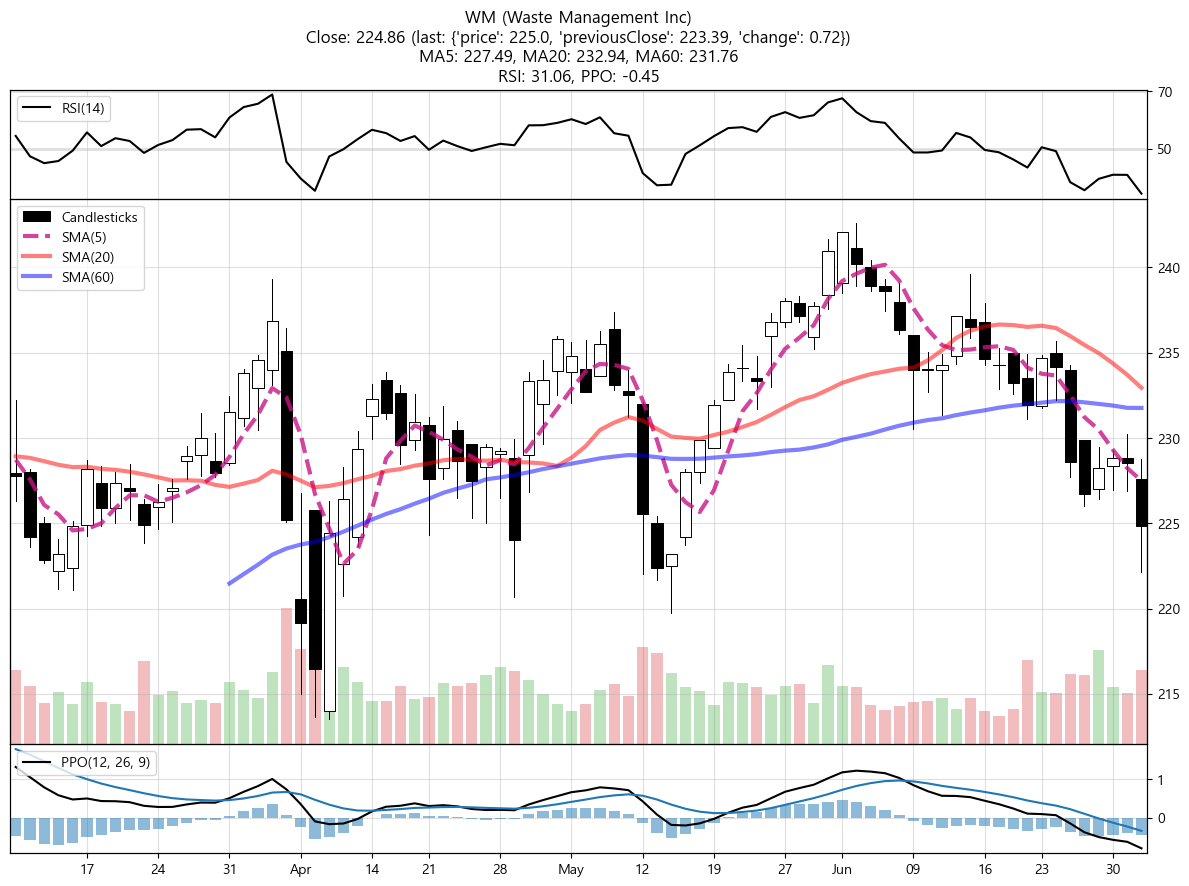 WM (Waste Management Inc)
Close: 224.86 (last: {'price': 225.0, 'previousClose': 223.39, 'change': 0.72})
MA5: 227.49, MA20: 232.94, MA60: 231.76
RSI: 31.06, PPO: -0.45
RSI(14)
70
50
Candlesticks
SMA(5)
SMA(20)
SMA(60)
240
235
230
225
220
215
PPO(12, 26, 9)
1
0
17 24 31 Apr 14 21 28 May 12 19 27 Jun 09 16 23 30